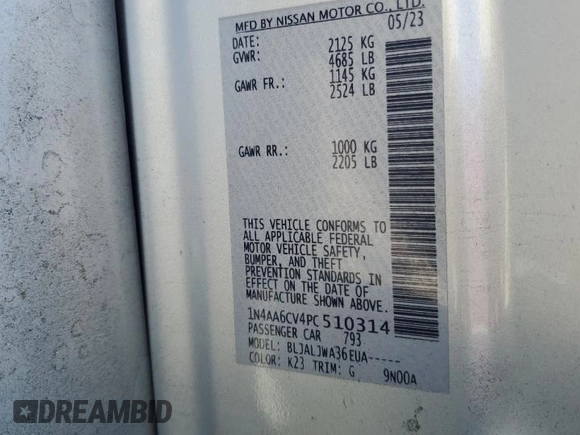 MFD BY NISSAN MOTOR CO., LTD.
DATE: 05/23
GVWR: 2125 KG
4685 LB
GAWR FR.: 1145 KG
2524 LB
GAWR RR.: 1000 KG
2205 LB
THIS VEHICLE CONFORMS TO
ALL APPLICABLE FEDERAL
MOTOR VEHICLE SAFETY,
BUMPER, AND THEFT
PREVENTION STANDARDS IN
EFFECT ON THE DATE OF
MANUFACTURE SHOWN ABOVE.
1N4AA6CV4PC510314
PASSENGER CAR 793
MODEL: BLJALJWA36EUA-----
COLOR: K23 TRIM: G 9N00A
DREAMBID